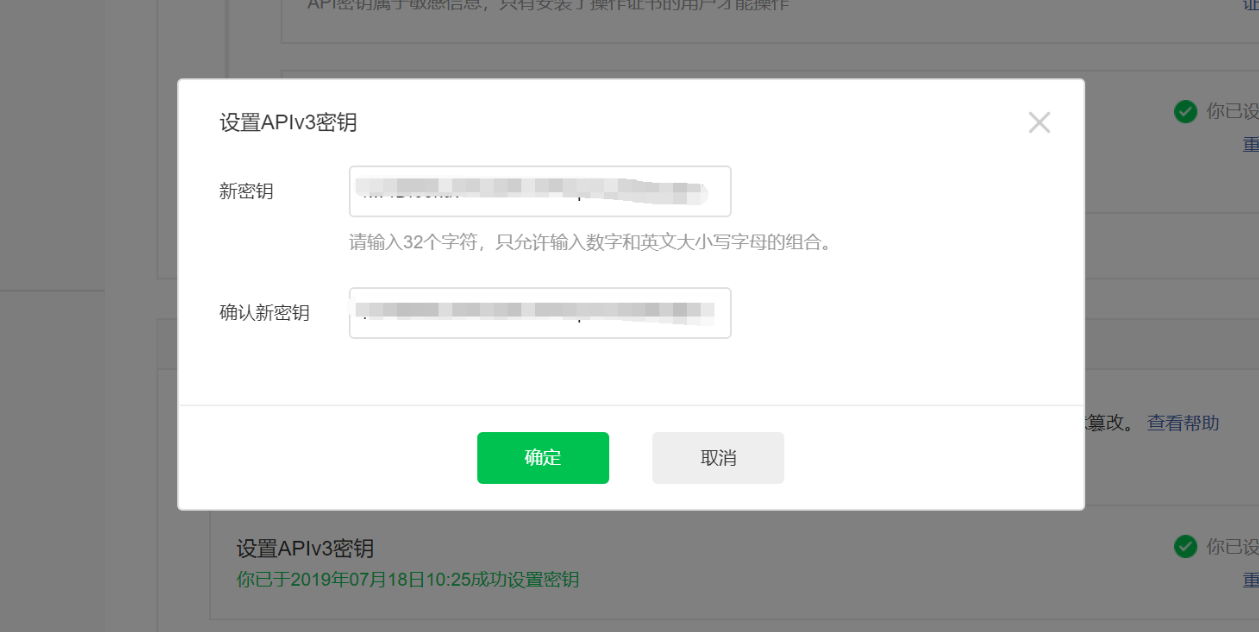 API密钥属于敏感信息，只有安装了操作证书的用户才能操作
证
你已设
重
设置APIv3密钥
新密钥
请输入32个字符，只允许输入数字和英文大小写字母的组合。
确认新密钥
篡改。 查看帮助
确定
取消
设置APIv3密钥
你已于2019年07月18日10:25成功设置密钥
你已设
重